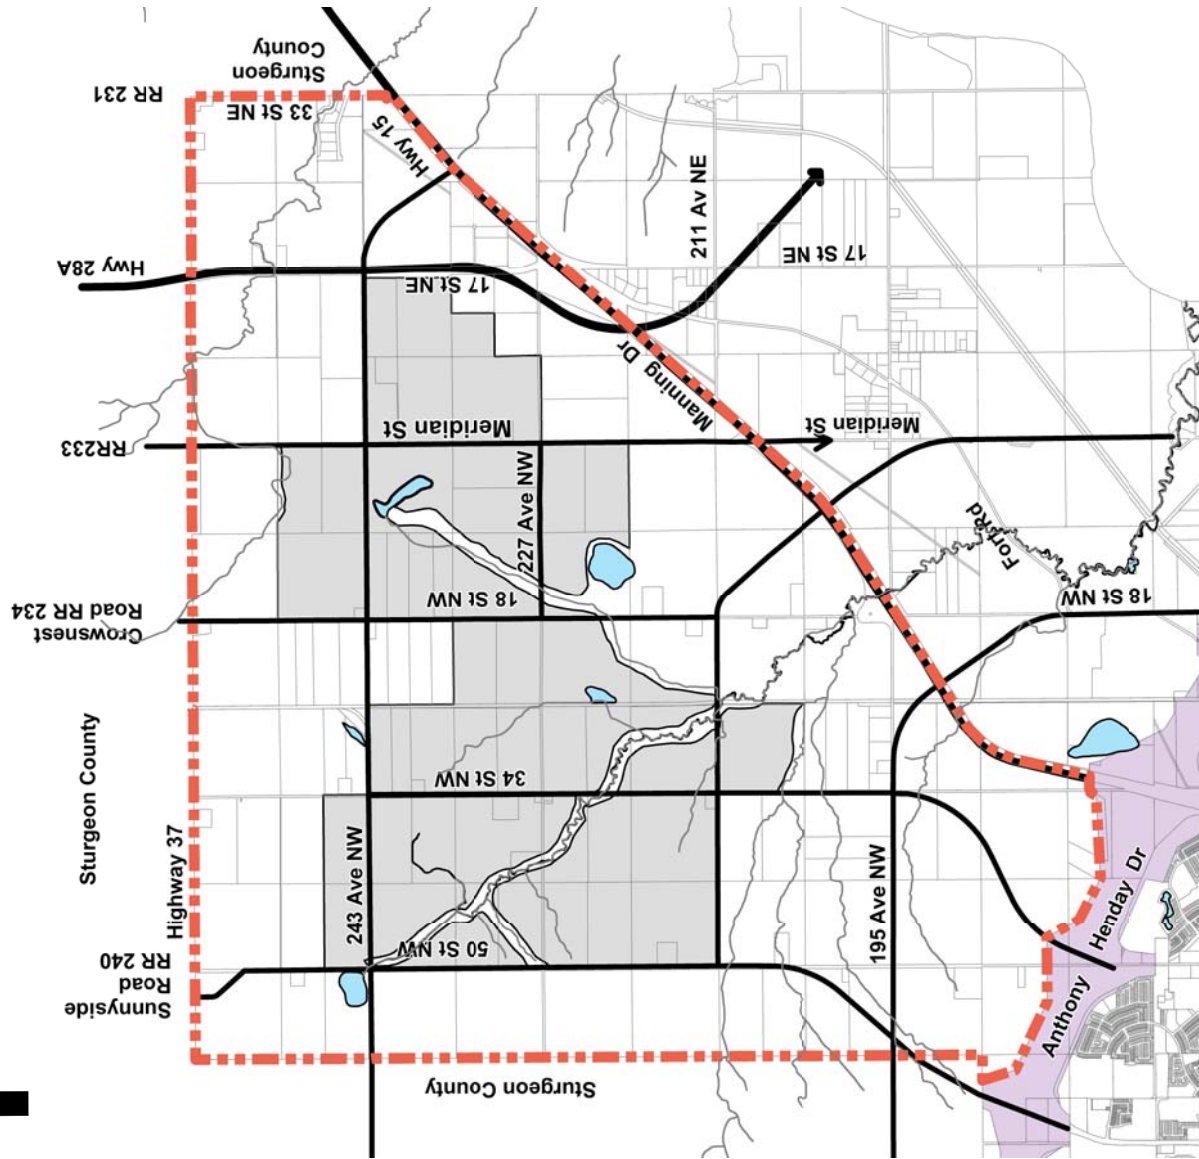 Sturgeon
County
RR 231
33 St NE
Hwy 15
211 Av NE
17 St NE
Hwy 28A
17 St NE
Manning Dr
Meridian St
Meridian St
RR233
227 Ave NW
Fort Rd
18 St NW
18 St NW
Crowsnest
Road RR 234
Sturgeon County
34 St NW
Highway 37
243 Ave NW
195 Ave NW
Anthony Henday Dr
50 St NW
Sunnyside
Road
RR 240
Sturgeon County